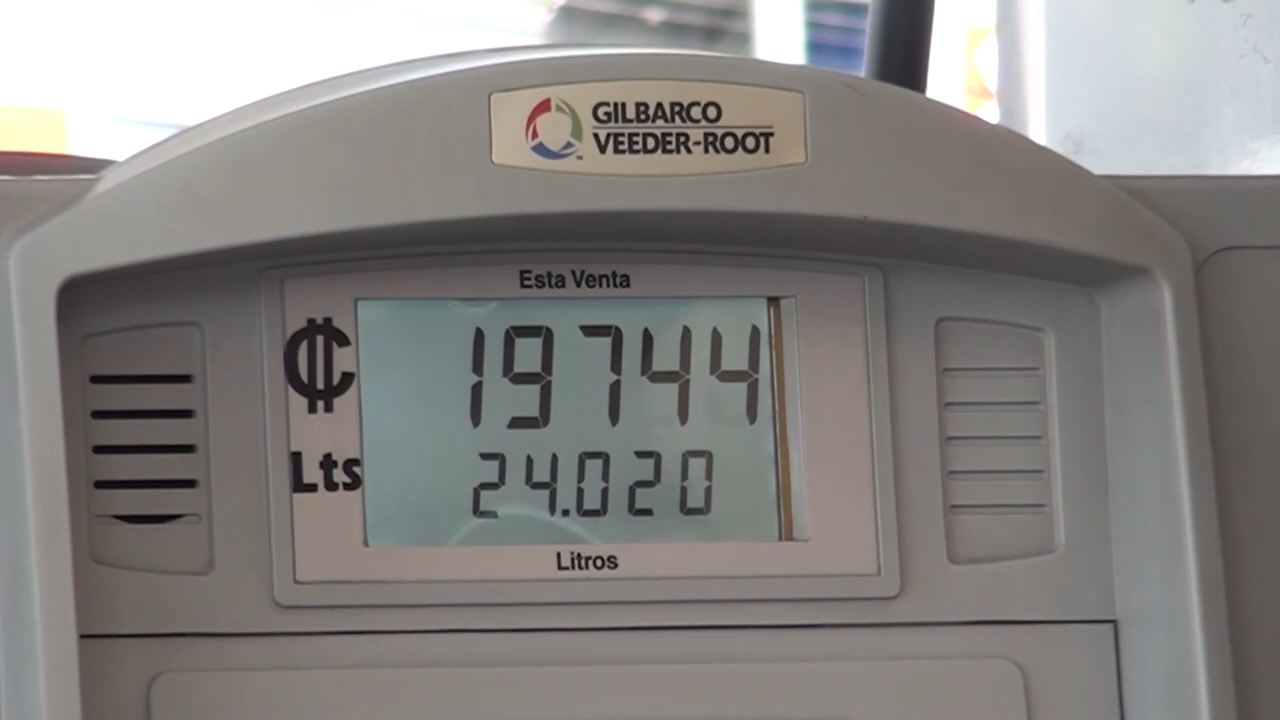 GILBARCO
VEEDER-ROOT
Esta Venta
₡ 19744
Lts 24.020
Litros